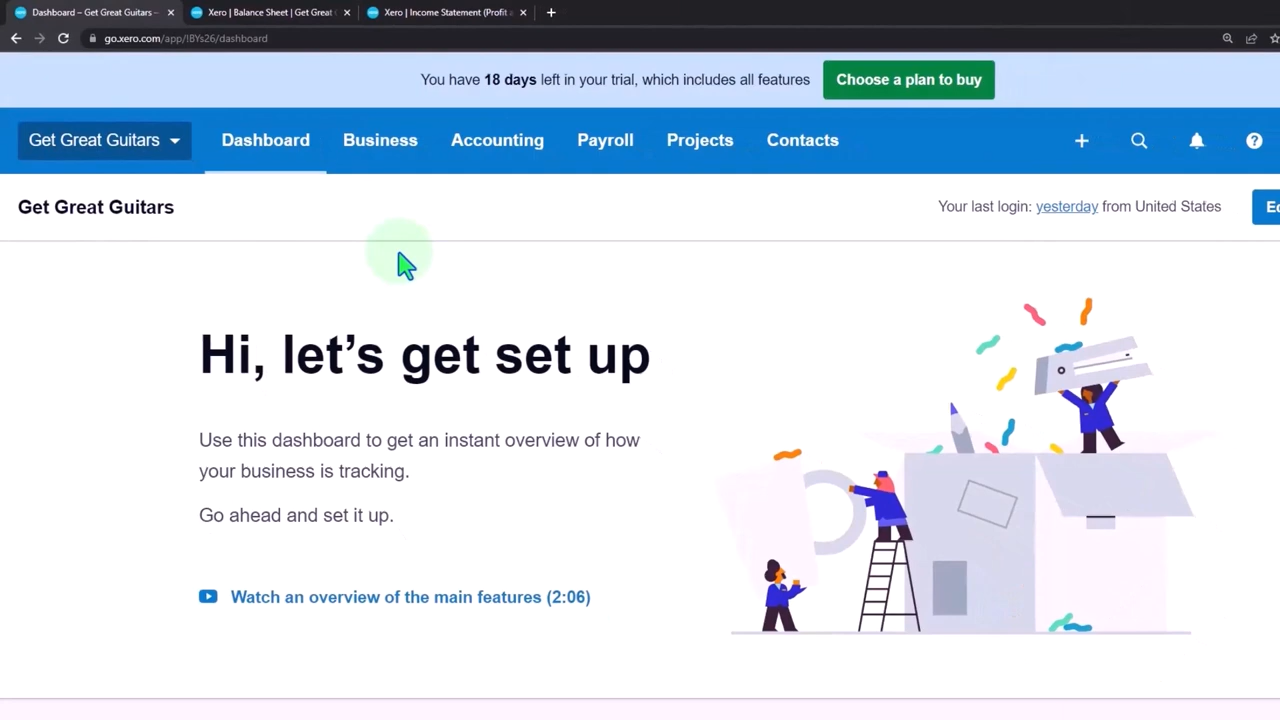 Dashboard – Get Great Guitars –
Xero | Balance Sheet | Get Great
Xero | Income Statement (Profit
go.xero.com/app/!BYs26/dashboard
You have 18 days left in your trial, which includes all features
Choose a plan to buy
Get Great Guitars Dashboard Business Accounting Payroll Projects Contacts
Get Great Guitars
Your last login: yesterday from United States
Hi, let’s get set up
Use this dashboard to get an instant overview of how
your business is tracking.
Go ahead and set it up.
Watch an overview of the main features (2:06)